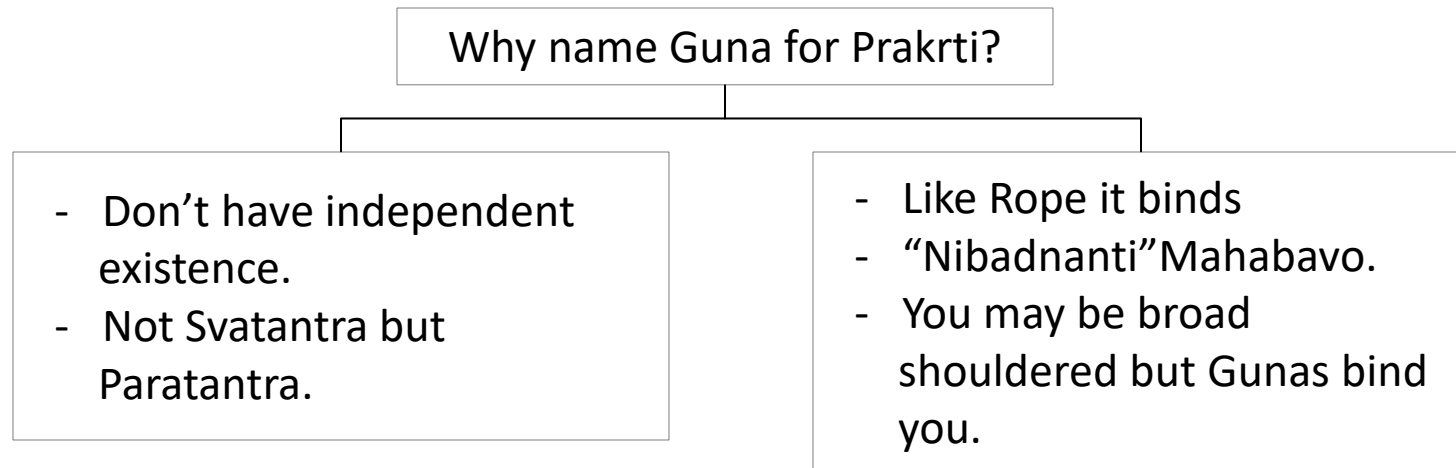 Why name Guna for Prakrti?
- Don’t have independent
existence.
- Not Svatantra but
Paratantra.
- Like Rope it binds
- “Nibadnanti”Mahabavo.
- You may be broad
shouldered but Gunas bind
you.